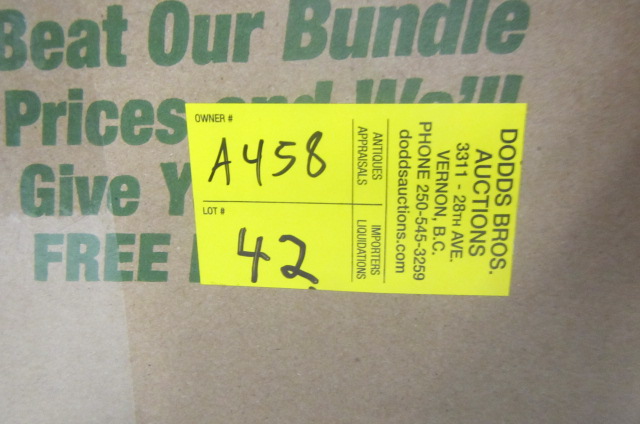 Beat Our Bundle
Prices and We'll
Give
FREE
OWNER #
A458
LOT #
42
ANTIQUES
APPRAISALS
IMPORTERS
LIQUIDATIONS
DODDS BROS.
AUCTIONS
3311 - 28TH AVE.
VERNON, B.C.
PHONE 250-545-3259
doddsauctions.com